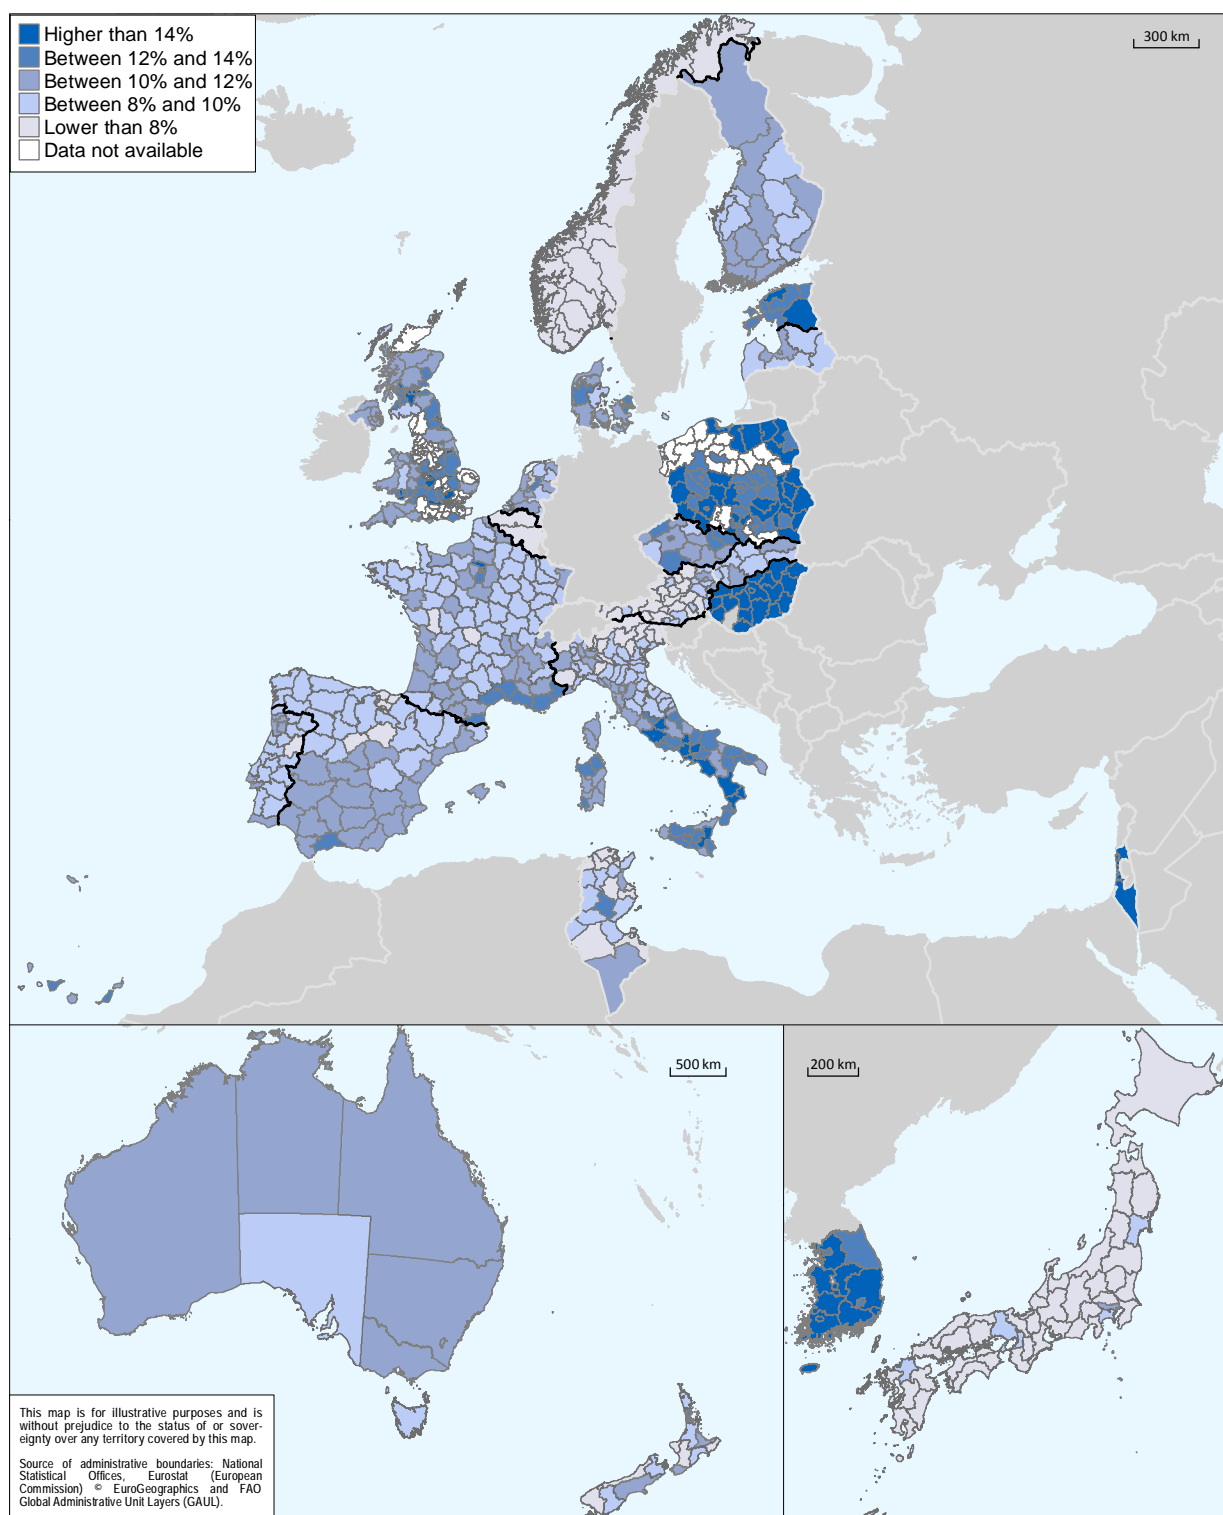 Higher than 14%
Between 12% and 14%
Between 10% and 12%
Between 8% and 10%
Lower than 8%
Data not available
300 km
500 km
200 km
This map is for illustrative purposes and is
without prejudice to the status of or sover-
eignty over any territory covered by this map.
Source of administrative boundaries: National
Statistical Offices, Eurostat (European
Commission) © EuroGeographics and FAO
Global Administrative Unit Layers (GAUL).